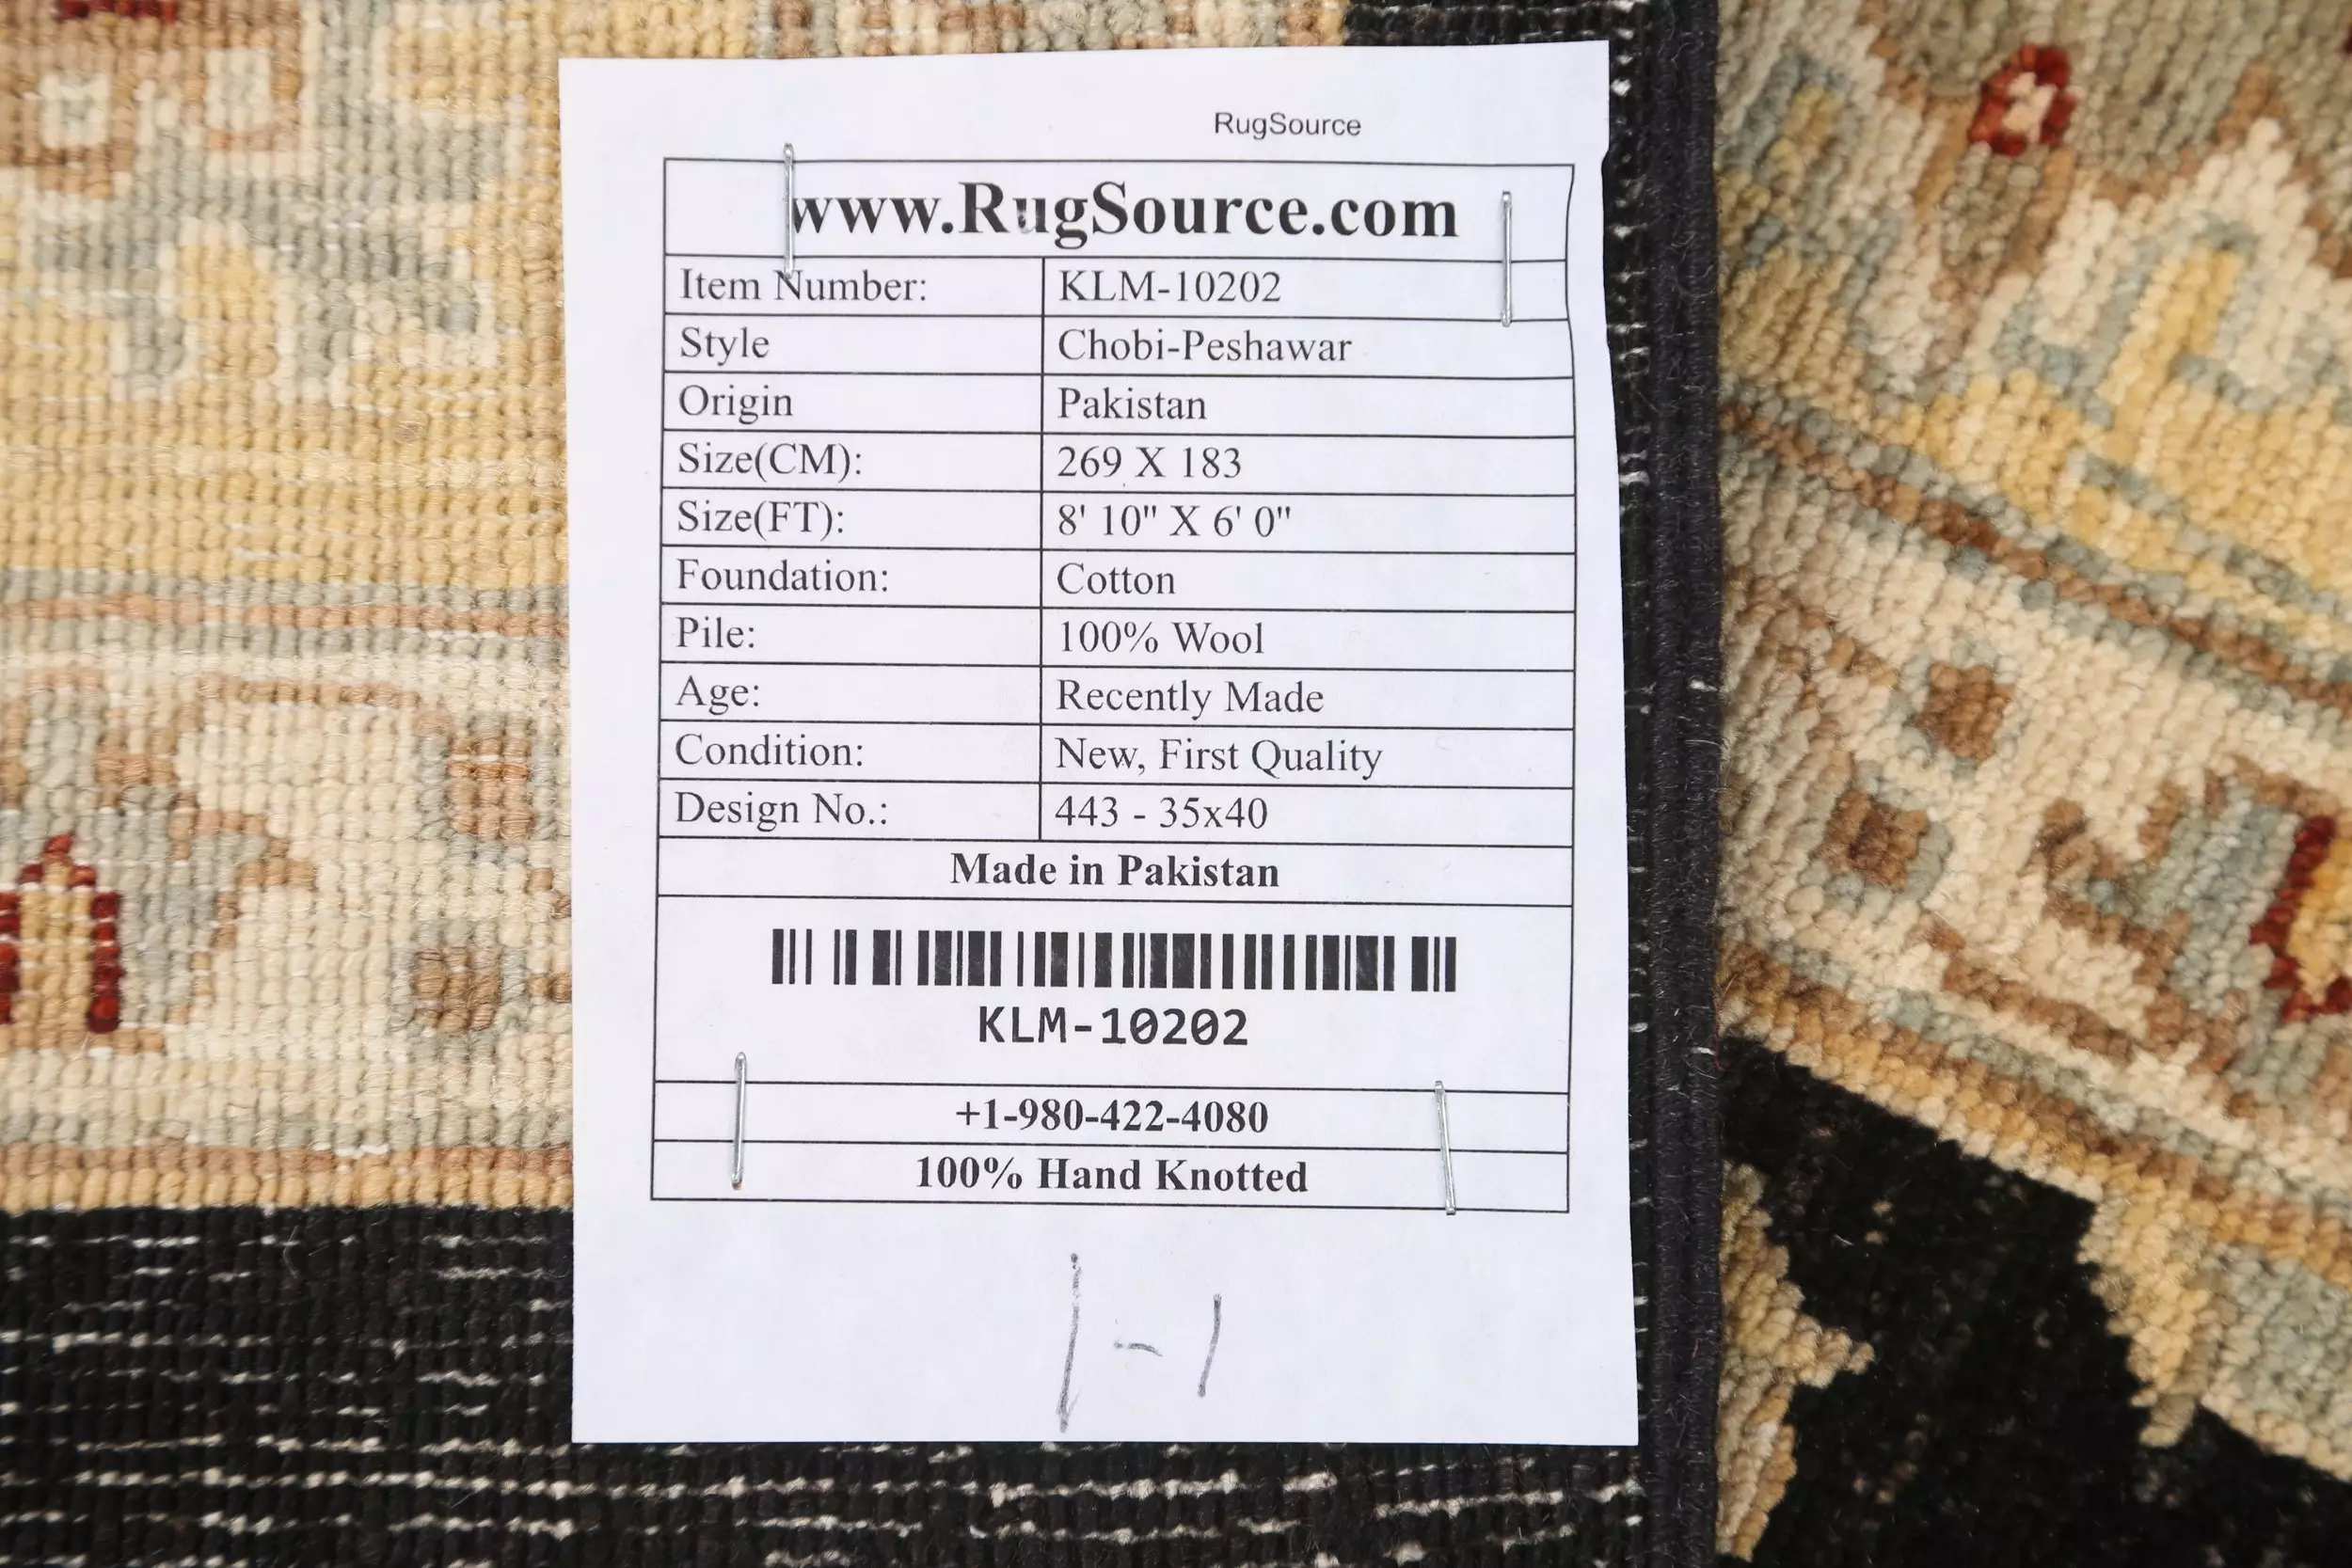 RugSource
www.RugSource.com
Item Number: KLM-10202
Style Chobi-Peshawar
Origin Pakistan
Size(CM): 269 X 183
Size(FT): 8' 10" X 6' 0"
Foundation: Cotton
Pile: 100% Wool
Age: Recently Made
Condition: New, First Quality
Design No.: 443 - 35x40
Made in Pakistan
KLM-10202
+1-980-422-4080
100% Hand Knotted
1-1